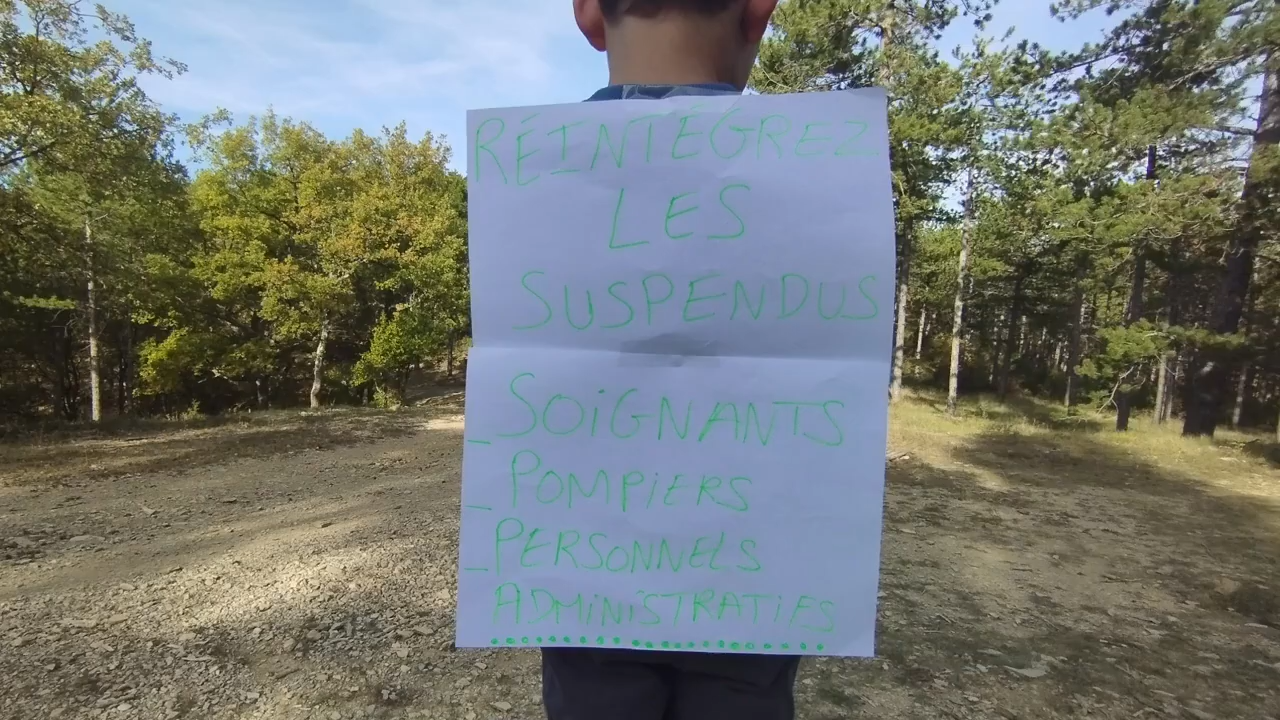 RÉINTÉGREZ
LES
SUSPENDUS
_SOiGNANTS
_POMPiERS
_PERSONNELS
ADMiNiSTRATiFS